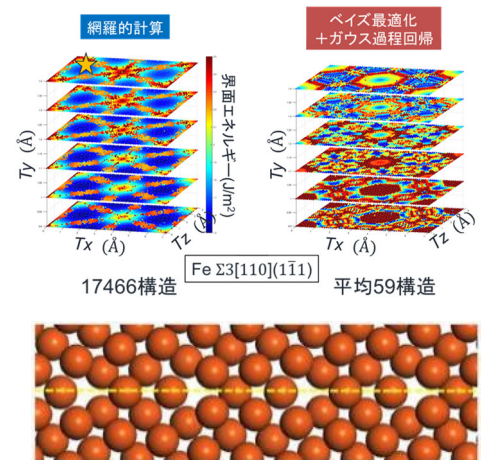 網羅的計算
ベイズ最適化
＋ガウス過程回帰
界面エネルギー(J/m²)
Ty (Å)
Tx (Å)
Tz (Å)
Ty (Å)
Tx (Å)
Tz (Å)
Fe Σ3[110](11̄1)
17466構造
平均59構造